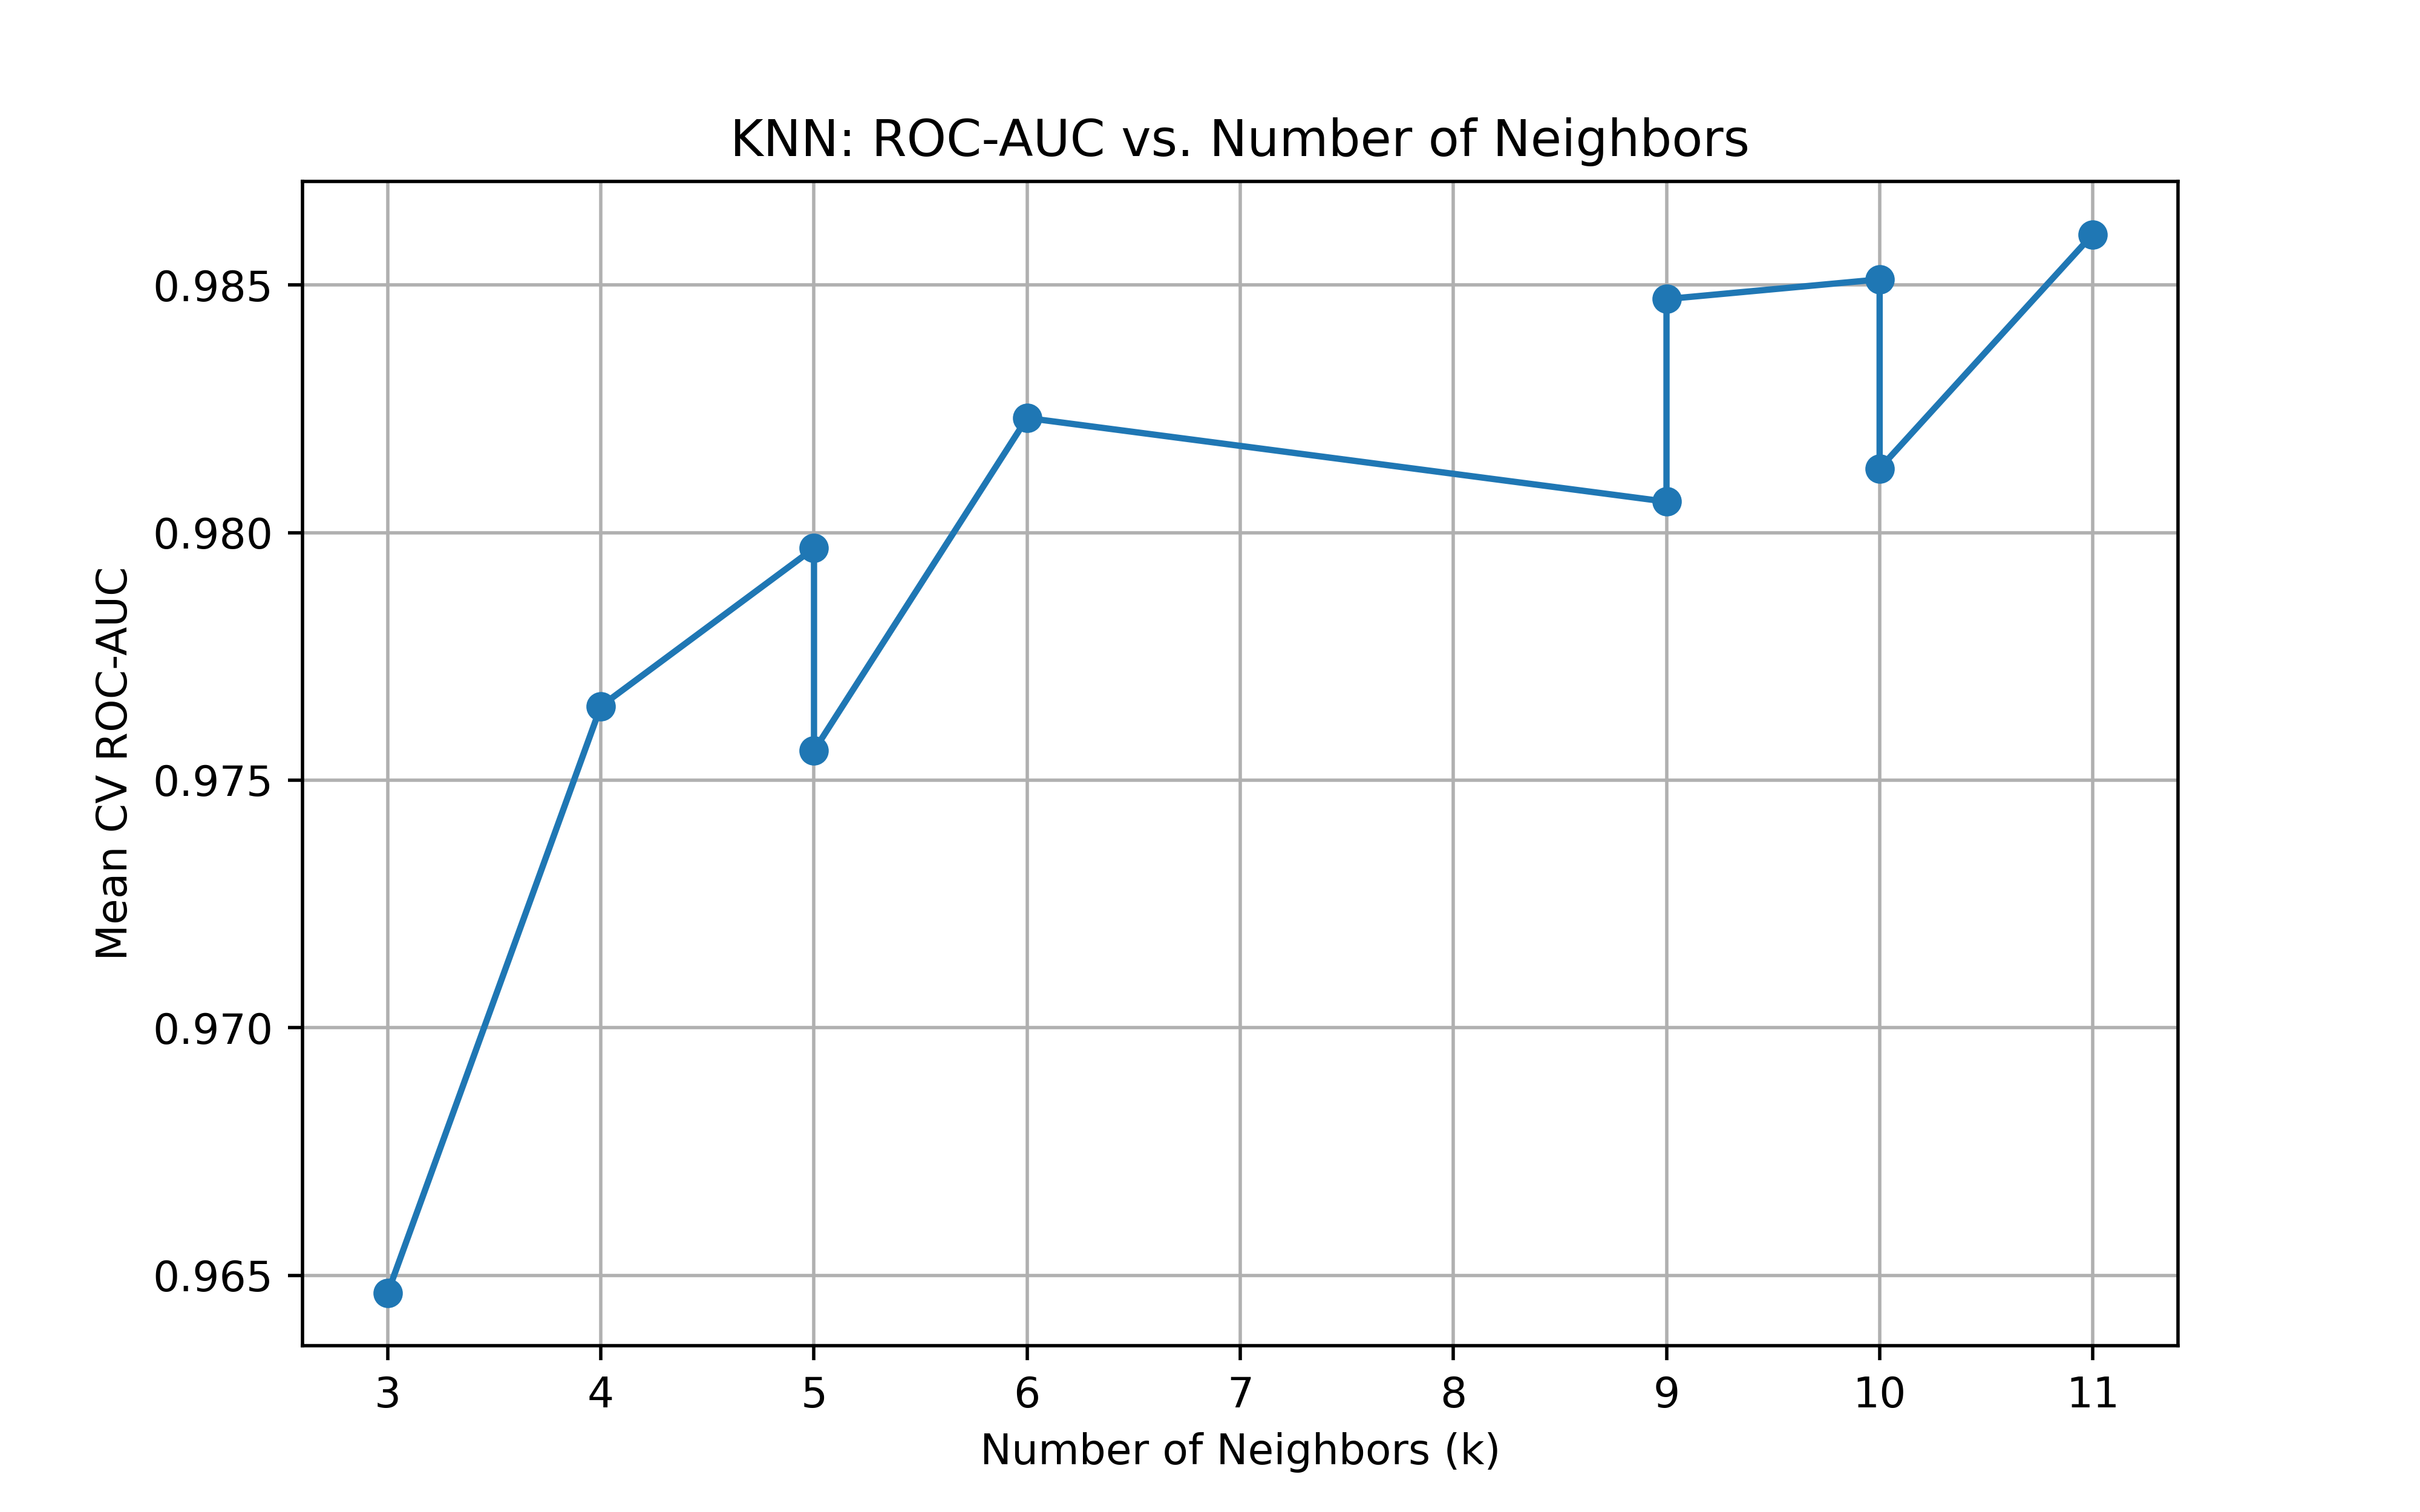 KNN: ROC-AUC vs. Number of Neighbors
Mean CV ROC-AUC
0.985
0.980
0.975
0.970
0.965
3 4 5 6 7 8 9 10 11
Number of Neighbors (k)